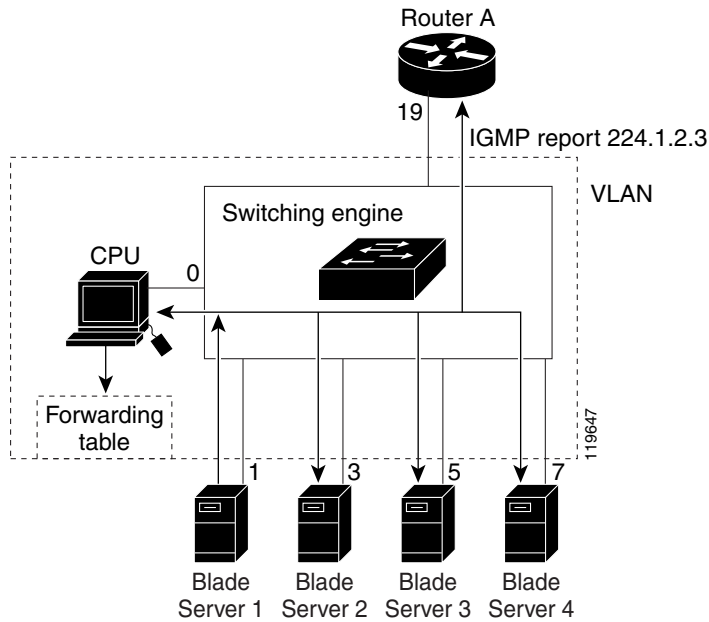 Router A
19
IGMP report 224.1.2.3
VLAN
Switching engine
CPU
0
Forwarding
table
119647
1
3
5
7
Blade
Server 1
Blade
Server 2
Blade
Server 3
Blade
Server 4